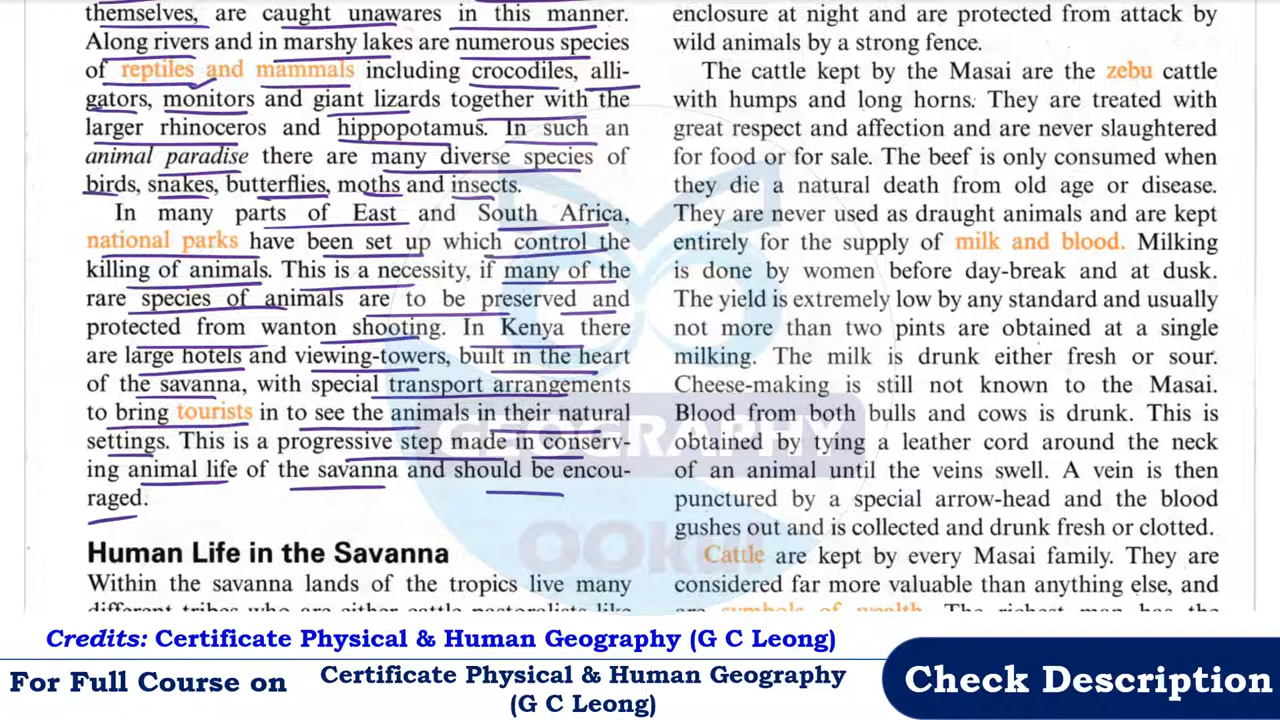 themselves, are caught unawares in this manner.
Along rivers and in marshy lakes are numerous species
of reptiles and mammals including crocodiles, alli-
gators, monitors and giant lizards together with the
larger rhinoceros and hippopotamus. In such an
animal paradise there are many diverse species of
birds, snakes, butterflies, moths and insects.
In many parts of East and South Africa,
national parks have been set up which control the
killing of animals. This is a necessity, if many of the
rare species of animals are to be preserved and
protected from wanton shooting. In Kenya there
are large hotels and viewing-towers, built in the heart
of the savanna, with special transport arrangements
to bring tourists in to see the animals in their natural
settings. This is a progressive step made in conserv-
ing animal life of the savanna and should be encou-
raged.
Human Life in the Savanna
Within the savanna lands of the tropics live many
different tribes who are either cattle pastoralists like
enclosure at night and are protected from attack by
wild animals by a strong fence.
The cattle kept by the Masai are the zebu cattle
with humps and long horns. They are treated with
great respect and affection and are never slaughtered
for food or for sale. The beef is only consumed when
they die a natural death from old age or disease.
They are never used as draught animals and are kept
entirely for the supply of milk and blood. Milking
is done by women before day-break and at dusk.
The yield is extremely low by any standard and usually
not more than two pints are obtained at a single
milking. The milk is drunk either fresh or sour.
Cheese-making is still not known to the Masai.
Blood from both bulls and cows is drunk. This is
obtained by tying a leather cord around the neck
of an animal until the veins swell. A vein is then
punctured by a special arrow-head and the blood
gushes out and is collected and drunk fresh or clotted.
Cattle are kept by every Masai family. They are
considered far more valuable than anything else, and
are symbols of wealth. The richest man has the
GEOGRAPHY
Credits: Certificate Physical & Human Geography (G C Leong)
For Full Course on
Certificate Physical & Human Geography
(G C Leong)
Check Description